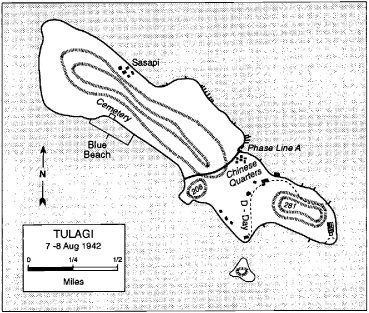 Sasapi
Cemetery
Blue
Beach
Phase Line A
Chinese
Quarters
208
D-Day
281
N
TULAGI
7-8 Aug 1942
0 1/4 1/2
Miles